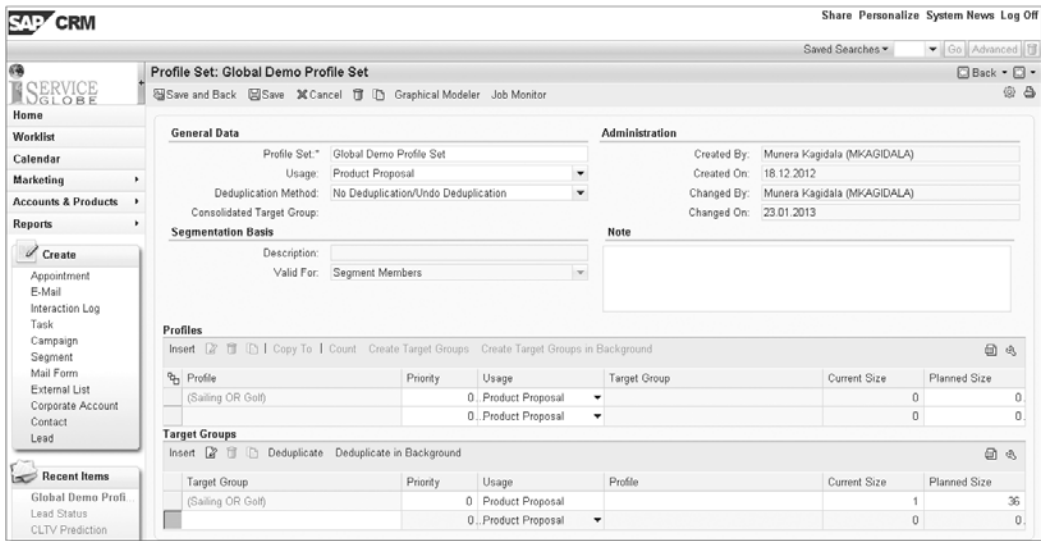 SAP CRM
Share Personalize System News Log Off
Saved Searches Go Advanced
SERVICE GLOBE
Profile Set: Global Demo Profile Set
Back
Save and Back Save Cancel Graphical Modeler Job Monitor
Home
Worklist
Calendar
Marketing
Accounts & Products
Reports
Create
Appointment
E-Mail
Interaction Log
Task
Campaign
Segment
Mail Form
External List
Corporate Account
Contact
Lead
Recent Items
Global Demo Profi...
Lead Status
CLTV Prediction
General Data
Profile Set:* Global Demo Profile Set
Usage: Product Proposal
Deduplication Method: No Deduplication/Undo Deduplication
Consolidated Target Group:
Segmentation Basis
Description:
Valid For: Segment Members
Administration
Created By: Munera Kagidala (MKAGIDALA)
Created On: 18.12.2012
Changed By: Munera Kagidala (MKAGIDALA)
Changed On: 23.01.2013
Note
Profiles
Insert Copy To Count Create Target Groups Create Target Groups in Background
Profile Priority Usage Target Group Current Size Planned Size
(Sailing OR Golf) 0 Product Proposal 0 0
0 Product Proposal 0 0
Target Groups
Insert Deduplicate Deduplicate in Background
Target Group Priority Usage Profile Current Size Planned Size
(Sailing OR Golf) 0 Product Proposal 1 36
0 Product Proposal 0 0